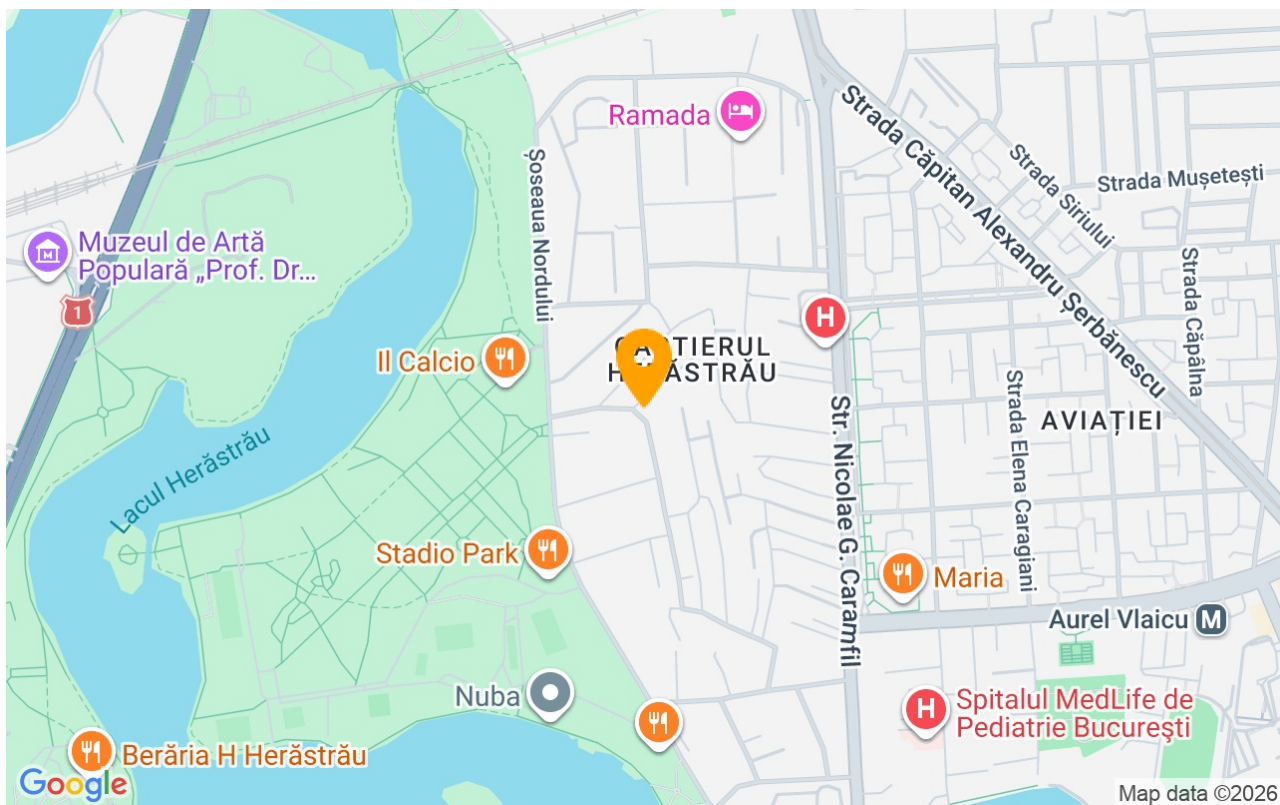 Ramada
Strada Căpitan Alexandru Șerbănescu
Strada Siriului
Strada Mușetești
Șoseaua Nordului
Muzeul de Artă
Populară „Prof. Dr...
1
Strada Căpâlna
H
Il Calcio
CARTIERUL
HERĂSTRĂU
Strada Elena Caragiani
AVIAȚIEI
Str. Nicolae G. Caramfil
Lacul Herăstrău
Stadio Park
Maria
Aurel Vlaicu M
Nuba
H
Spitalul MedLife de
Pediatrie București
Berăria H Herăstrău
Google
Map data ©2026